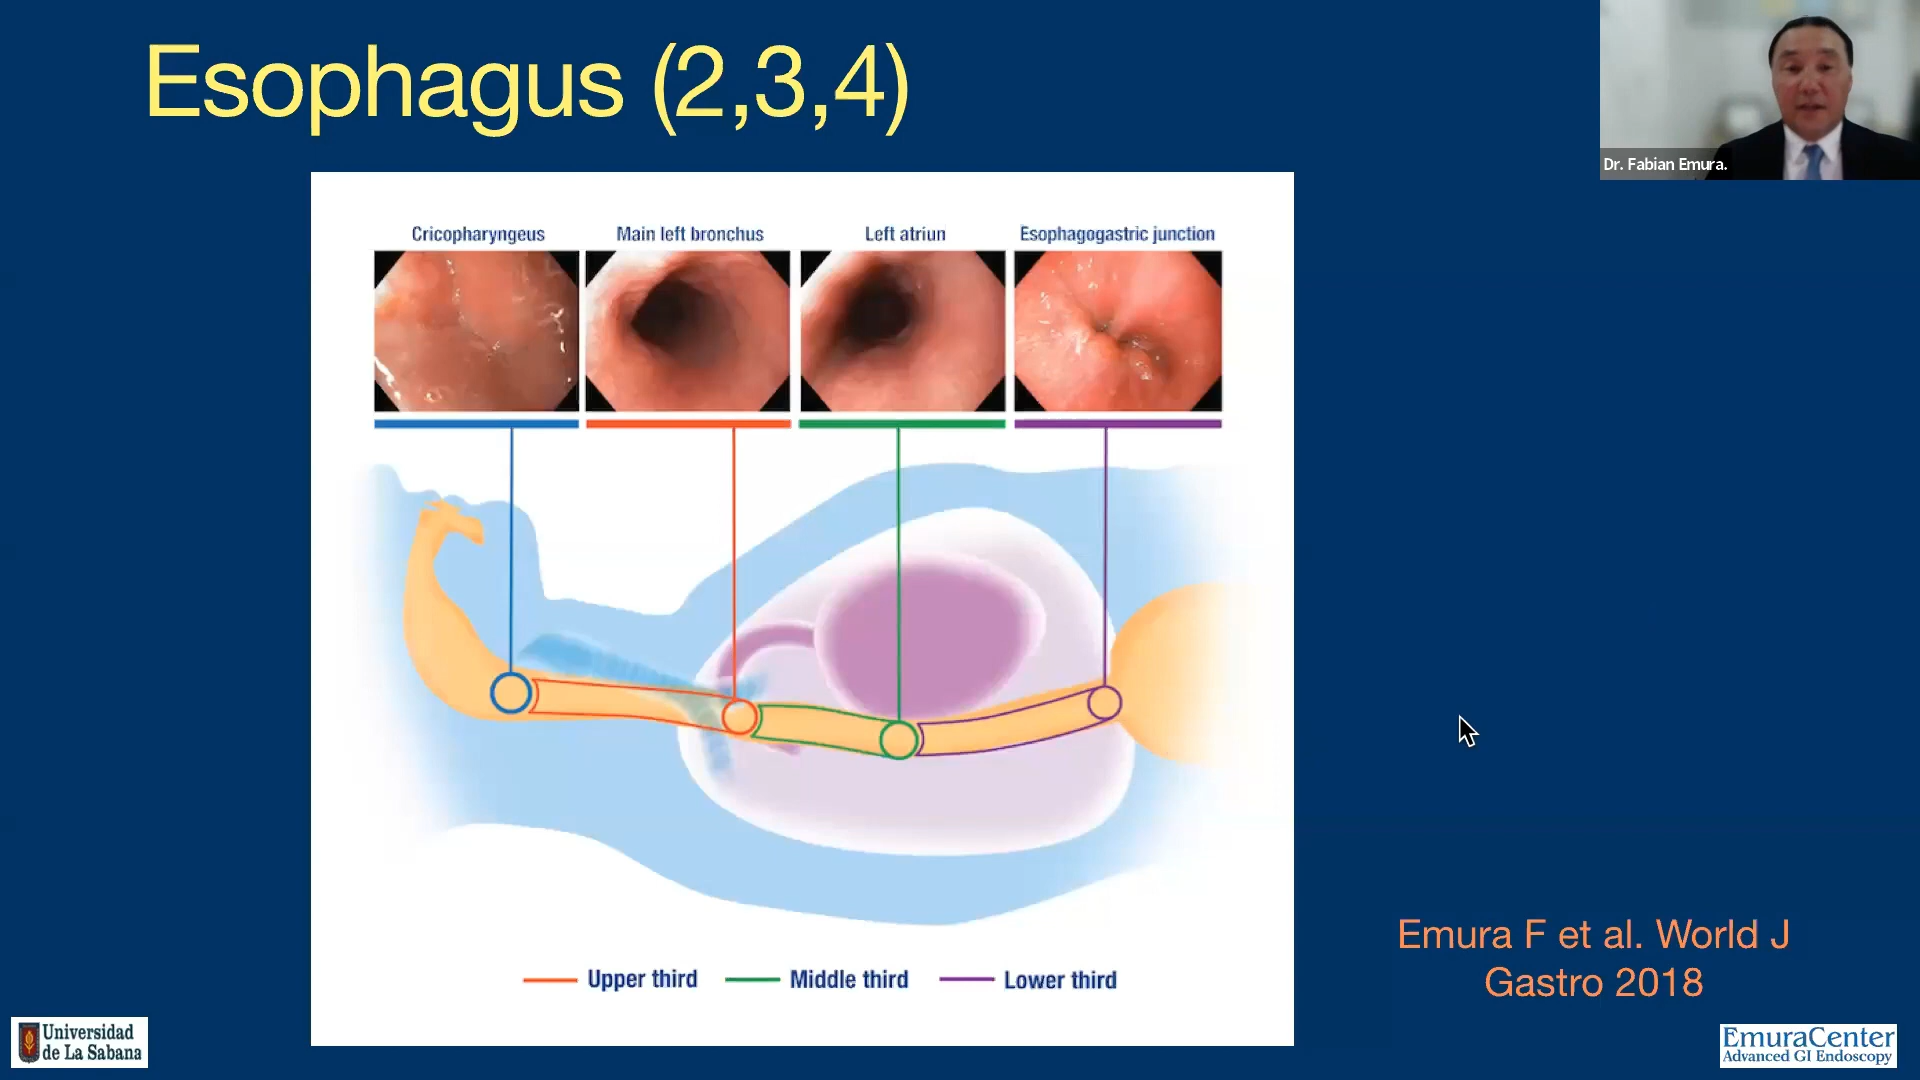 Esophagus (2,3,4)
Dr. Fabian Emura.
Cricopharyngeus
Main left bronchus
Left atriun
Esophagogastric junction
Upper third
Middle third
Lower third
Emura F et al. World J
Gastro 2018
Universidad
de La Sabana
EmuraCenter
Advanced GI Endoscopy